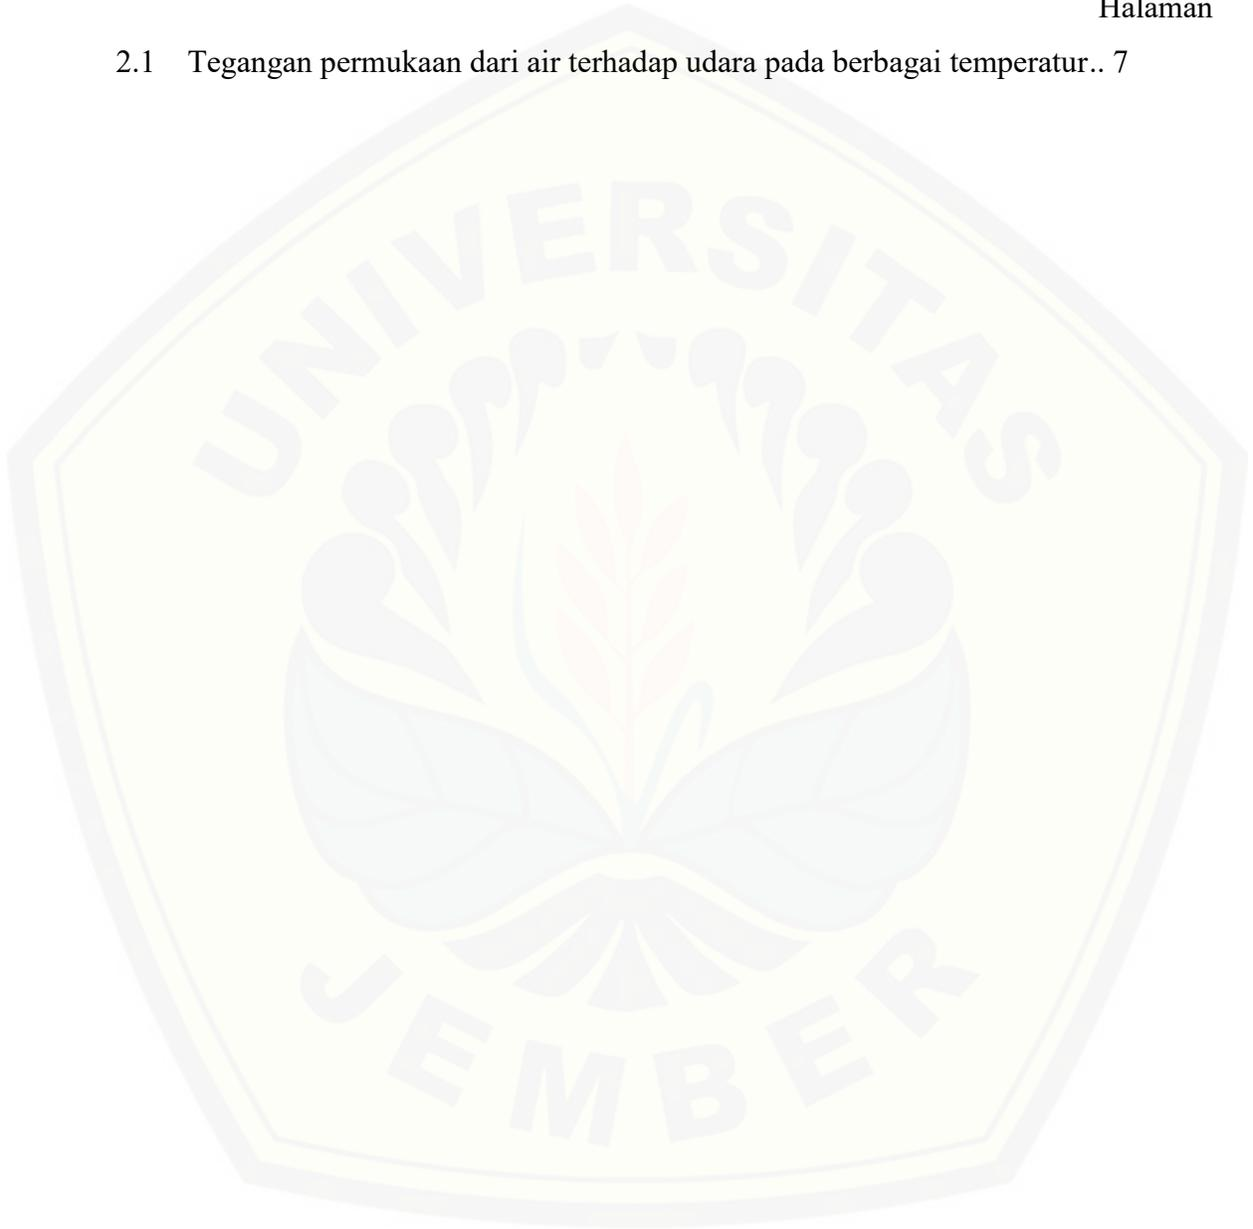 Halaman
2.1 Tegangan permukaan dari air terhadap udara pada berbagai temperatur.. 7
UNIVERSITAS
JEMBER